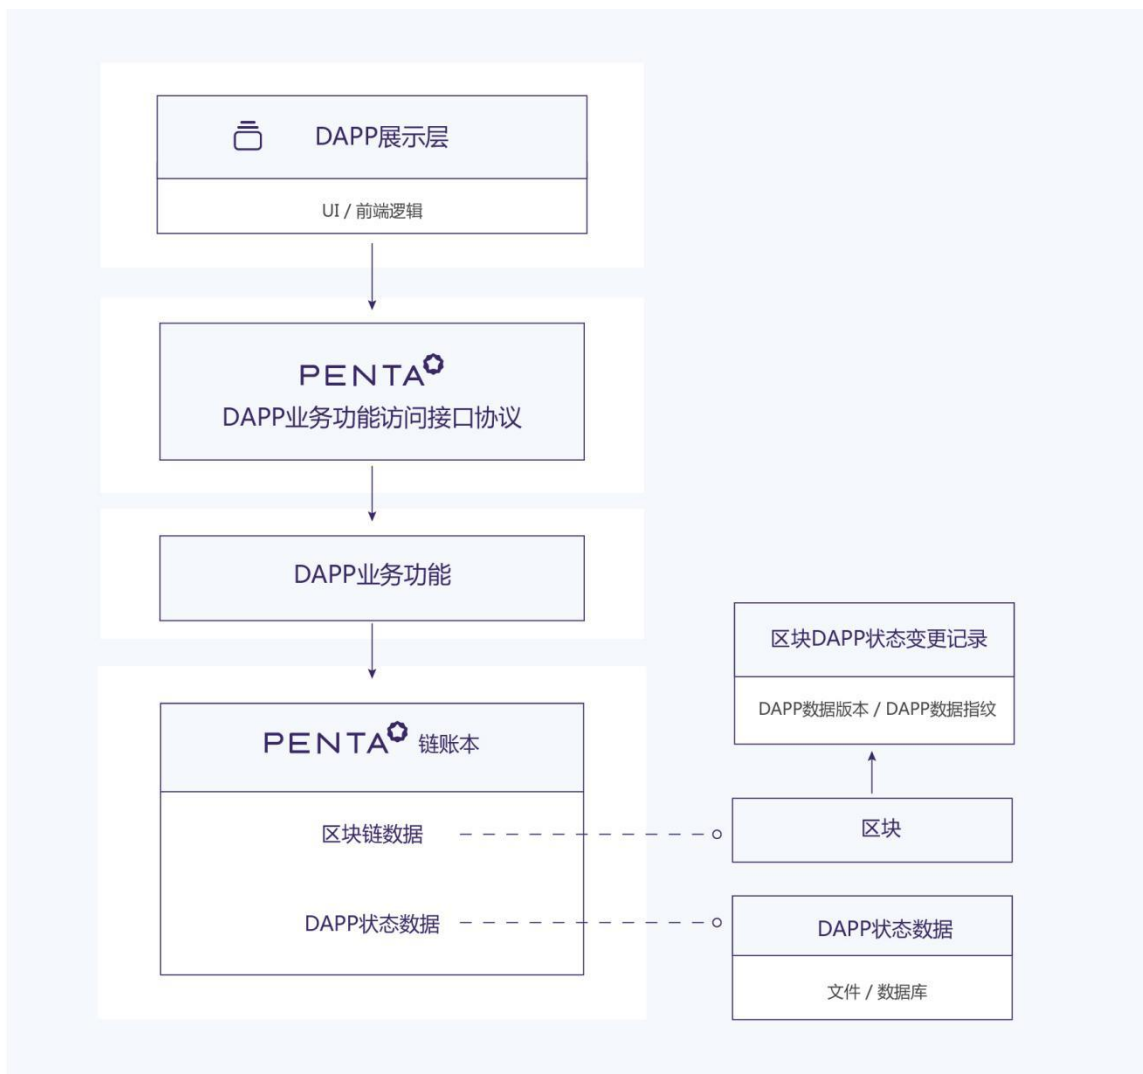 DAPP展示层
UI / 前端逻辑
PENTA
DAPP业务功能访问接口协议
DAPP业务功能
PENTA 链账本
区块链数据
DAPP状态数据
区块DAPP状态变更记录
DAPP数据版本 / DAPP数据指纹
区块
DAPP状态数据
文件 / 数据库